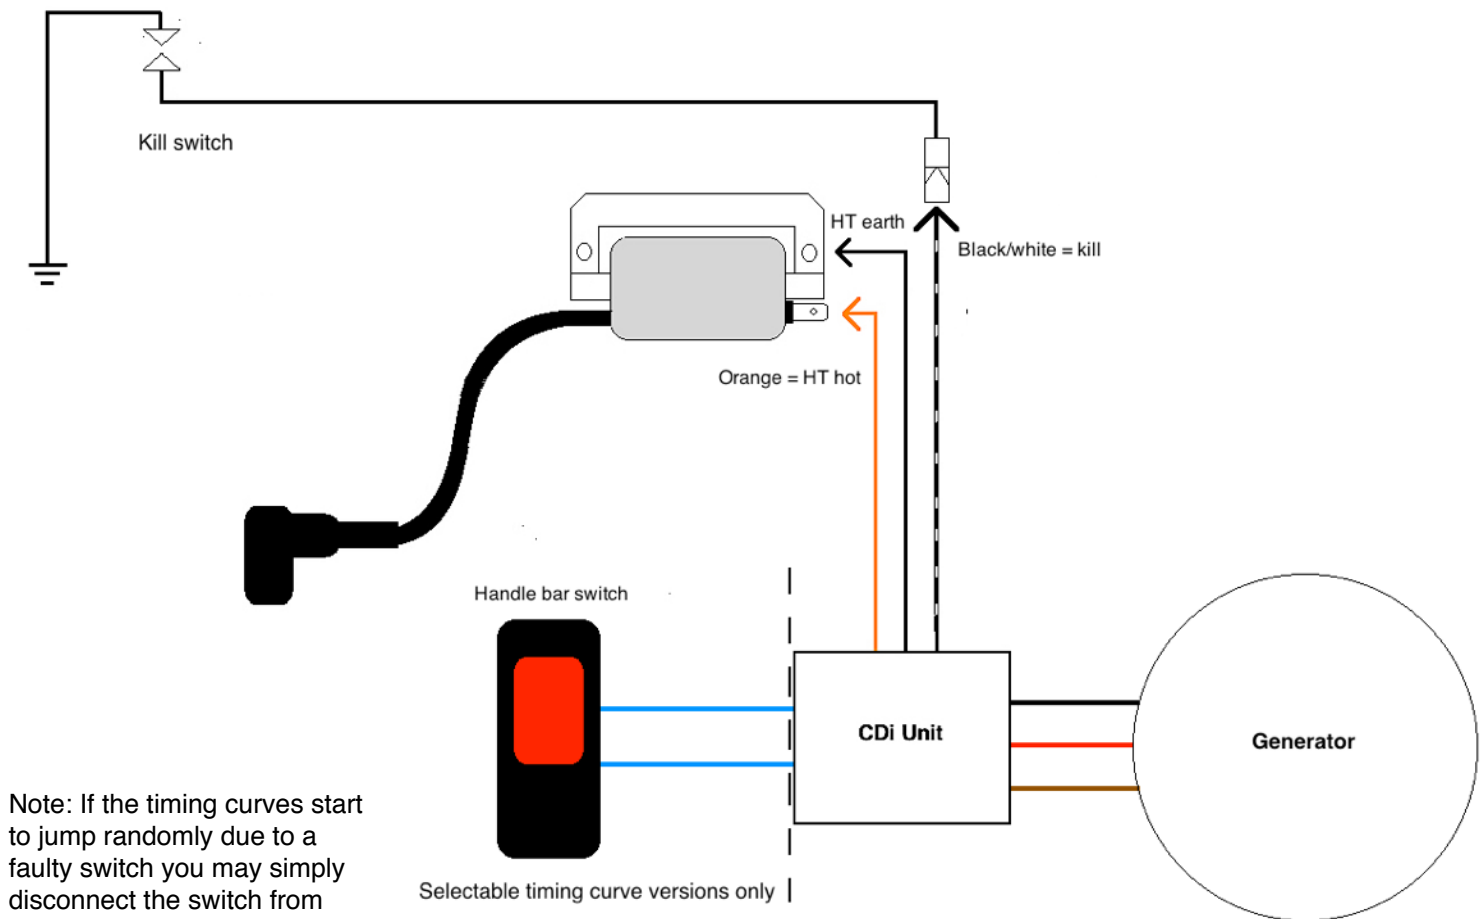 Kill switch
HT earth
Black/white = kill
Orange = HT hot
Handle bar switch
CDi Unit
Generator
Note: If the timing curves start
to jump randomly due to a
faulty switch you may simply
disconnect the switch from
Selectable timing curve versions only